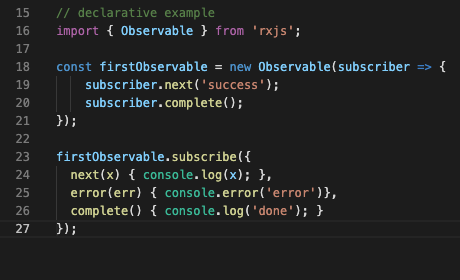 15 // declarative example
16 import { Observable } from 'rxjs';
17
18 const firstObservable = new Observable(subscriber => {
19     subscriber.next('success');
20     subscriber.complete();
21 });
22
23 firstObservable.subscribe({
24   next(x) { console.log(x); },
25   error(err) { console.error('error')},
26   complete() { console.log('done'); }
27 });